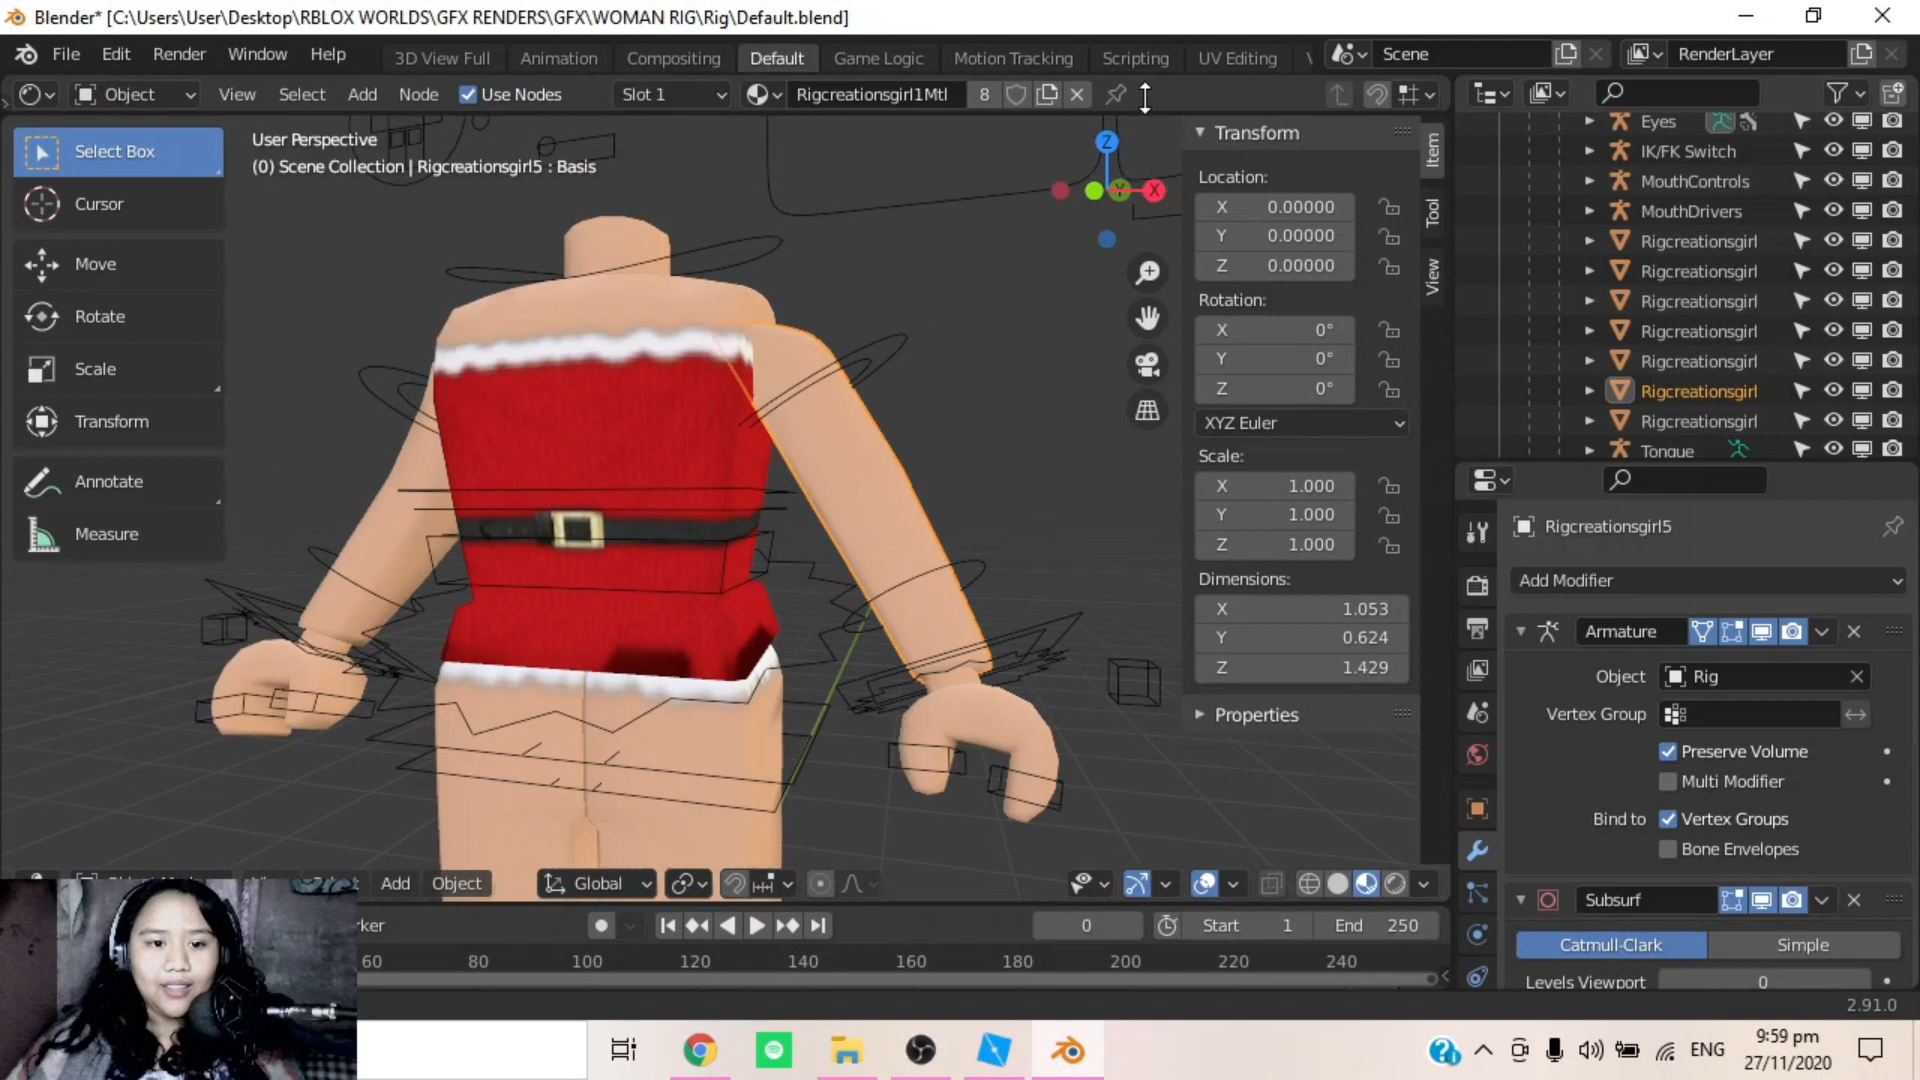 Blender* [C:\Users\User\Desktop\RBLOX WORLDS\GFX RENDERS\GFX\WOMAN RIG\Rig\Default.blend]
File Edit Render Window Help
3D View Full Animation Compositing Default Game Logic Motion Tracking Scripting UV Editing
Scene
RenderLayer
Object View Select Add Node Use Nodes Slot 1 Rigcreationsgirl1Mtl 8
Select Box
Cursor
Move
Rotate
Scale
Transform
Annotate
Measure
User Perspective
(0) Scene Collection | Rigcreationsgirl5 : Basis
Z
Y
X
Transform
Location:
X 0.00000
Y 0.00000
Z 0.00000
Rotation:
X 0°
Y 0°
Z 0°
XYZ Euler
Scale:
X 1.000
Y 1.000
Z 1.000
Dimensions:
X 1.053
Y 0.624
Z 1.429
Properties
Item
Tool
View
Eyes
IK/FK Switch
MouthControls
MouthDrivers
Rigcreationsgirl
Rigcreationsgirl
Rigcreationsgirl
Rigcreationsgirl
Rigcreationsgirl
Rigcreationsgirl
Rigcreationsgirl
Tongue
Rigcreationsgirl5
Add Modifier
Armature
Object Rig
Vertex Group
Preserve Volume
Multi Modifier
Bind to Vertex Groups
Bone Envelopes
Subsurf
Catmull-Clark Simple
Levels Viewport 0
Add Object Global
ker
0 Start 1 End 250
60 80 100 120 140 160 180 200 220 240
2.91.0
ENG
9:59 pm
27/11/2020